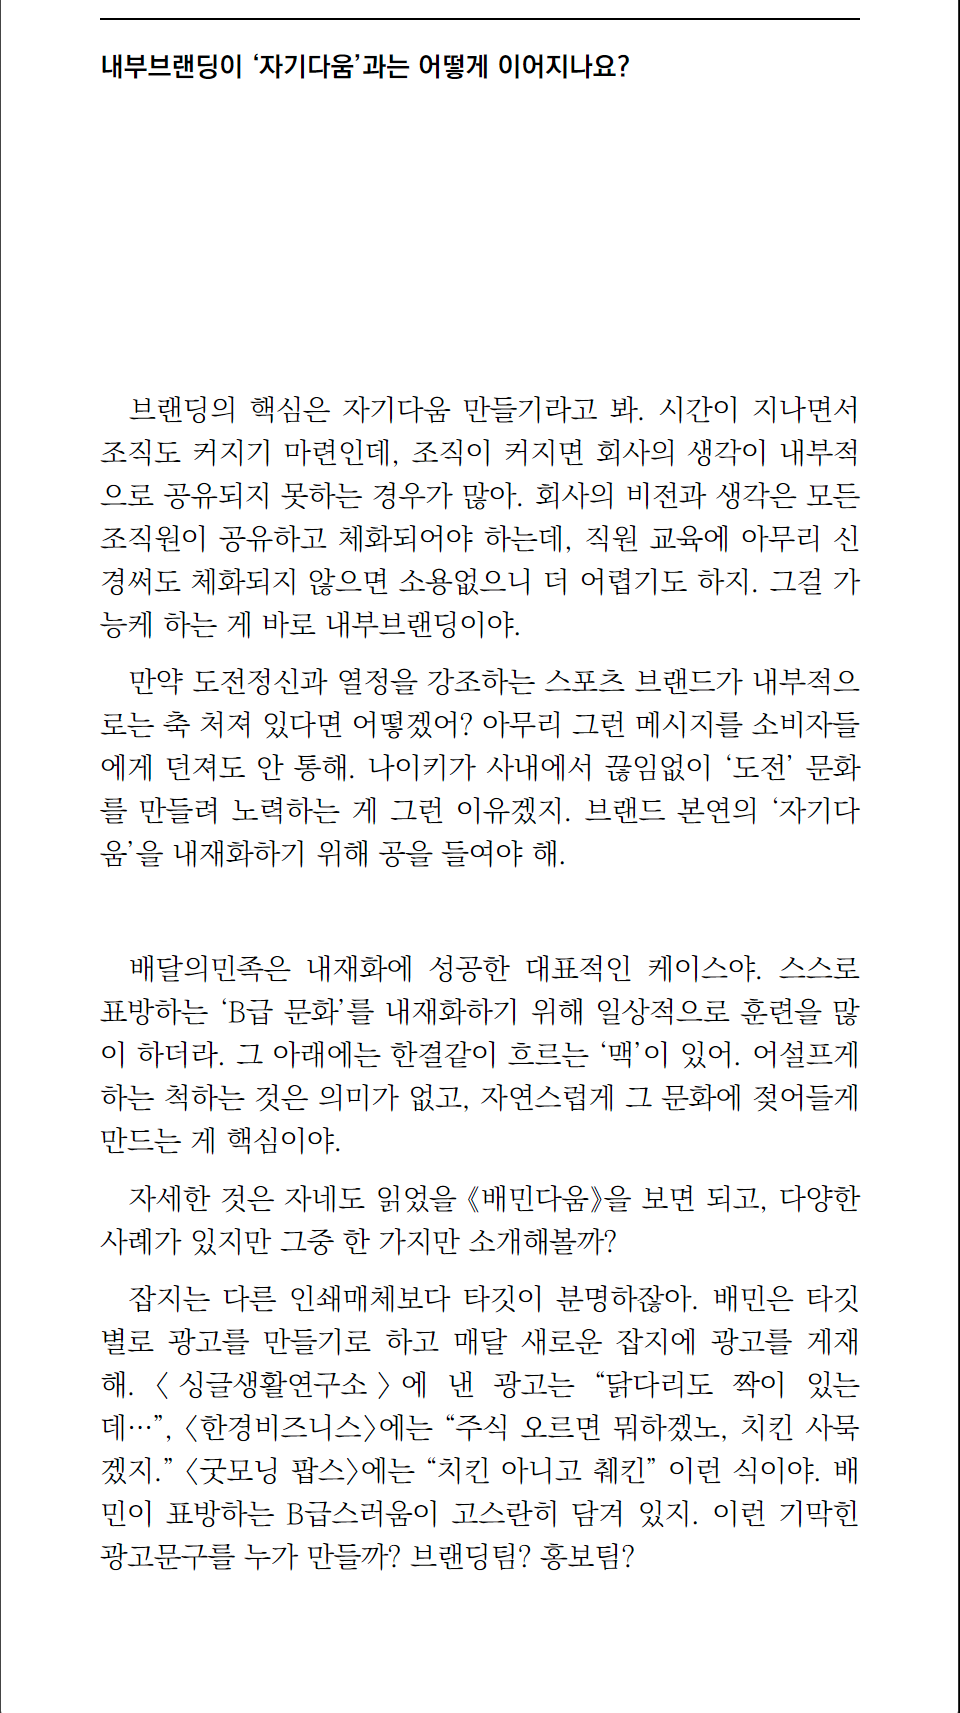 내부브랜딩이 ‘자기다움’과는 어떻게 이어지나요?
브랜딩의 핵심은 자기다움 만들기라고 봐. 시간이 지나면서
조직도 커지기 마련인데, 조직이 커지면 회사의 생각이 내부적
으로 공유되지 못하는 경우가 많아. 회사의 비전과 생각은 모든
조직원이 공유하고 체화되어야 하는데, 직원 교육에 아무리 신
경써도 체화되지 않으면 소용없으니 더 어렵기도 하지. 그걸 가
능케 하는 게 바로 내부브랜딩이야.
만약 도전정신과 열정을 강조하는 스포츠 브랜드가 내부적으
로는 축 처져 있다면 어떻겠어? 아무리 그런 메시지를 소비자들
에게 던져도 안 통해. 나이키가 사내에서 끊임없이 ‘도전’ 문화
를 만들려 노력하는 게 그런 이유겠지. 브랜드 본연의 ‘자기다
움’을 내재화하기 위해 공을 들여야 해.
배달의민족은 내재화에 성공한 대표적인 케이스야. 스스로
표방하는 ‘B급 문화’를 내재화하기 위해 일상적으로 훈련을 많
이 하더라. 그 아래에는 한결같이 흐르는 ‘맥’이 있어. 어설프게
하는 척하는 것은 의미가 없고, 자연스럽게 그 문화에 젖어들게
만드는 게 핵심이야.
자세한 것은 자네도 읽었을 《배민다움》을 보면 되고, 다양한
사례가 있지만 그중 한 가지만 소개해볼까?
잡지는 다른 인쇄매체보다 타깃이 분명하잖아. 배민은 타깃
별로 광고를 만들기로 하고 매달 새로운 잡지에 광고를 게재
해. 〈싱글생활연구소〉에 낸 광고는 “닭다리도 짝이 있는
데…”, 〈한경비즈니스〉에는 “주식 오르면 뭐하겠노, 치킨 사묵
겠지.” 〈굿모닝 팝스〉에는 “치킨 아니고 췌킨” 이런 식이야. 배
민이 표방하는 B급스러움이 고스란히 담겨 있지. 이런 기막힌
광고문구를 누가 만들까? 브랜딩팀? 홍보팀?